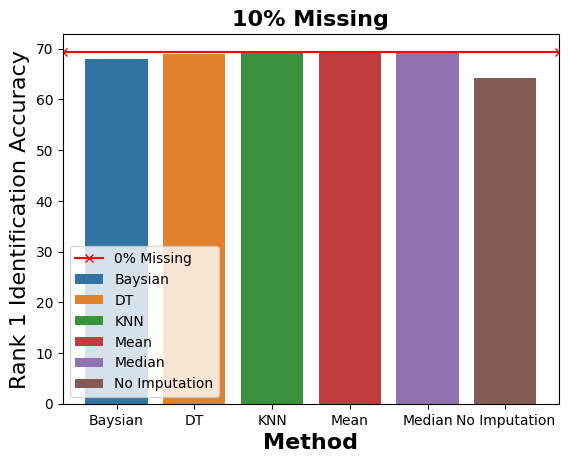 10% Missing
Rank 1 Identification Accuracy
70
60
50
40
30
20
10
0
0% Missing
Baysian
DT
KNN
Mean
Median
No Imputation
Baysian DT KNN Mean Median No Imputation
Method